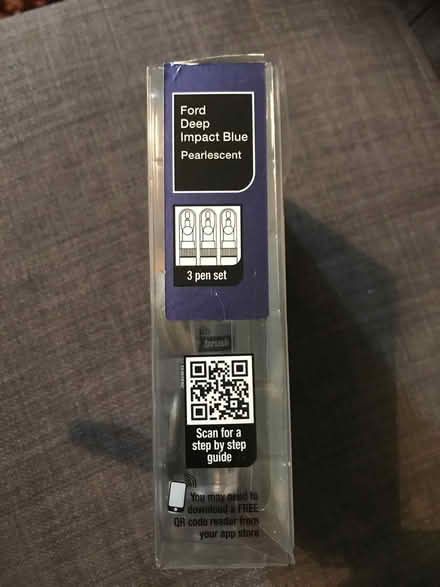 Ford
Deep
Impact Blue
Pearlescent
3 pen set
brush
Scan for a
step by step
guide
You may need to
download a FREE
QR code reader from
your app store